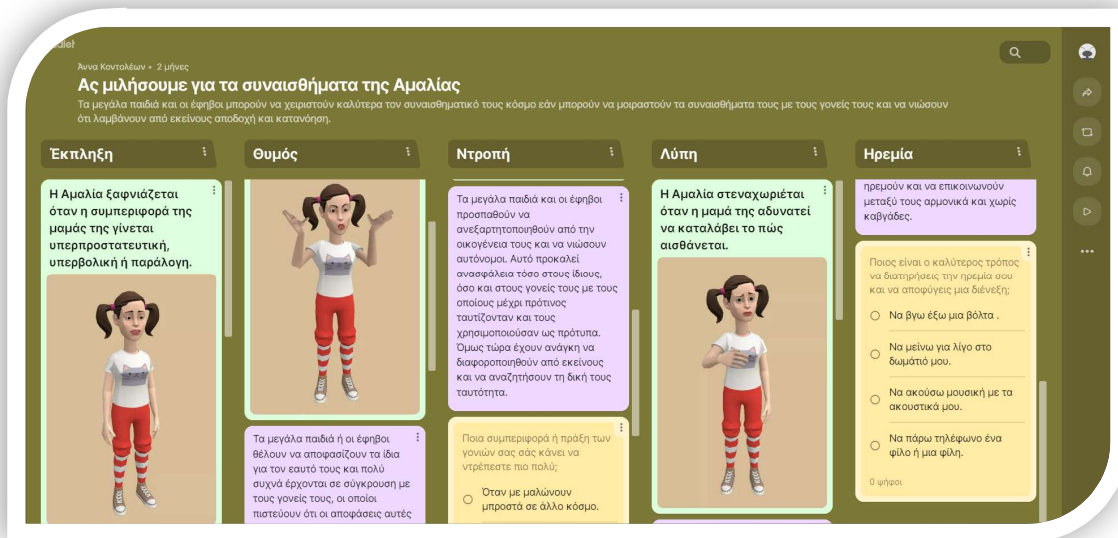 Άννα Κοντολέων • 2 μήνες
Ας μιλήσουμε για τα συναισθήματα της Αμαλίας
Τα μεγάλα παιδιά και οι έφηβοι μπορούν να χειριστούν καλύτερα τον συναισθηματικό τους κόσμο εάν μπορούν να μοιραστούν τα συναισθήματα τους με τους γονείς τους και να νιώσουν
ότι λαμβάνουν από εκείνους αποδοχή και κατανόηση.
Έκπληξη
Η Αμαλία ξαφνιάζεται
όταν η συμπεριφορά της
μαμάς της γίνεται
υπερπροστατευτική,
υπερβολική ή παράλογη.
Θυμός
Τα μεγάλα παιδιά ή οι έφηβοι
θέλουν να αποφασίζουν τα ίδια
για τον εαυτό τους και πολύ
συχνά έρχονται σε σύγκρουση με
τους γονείς τους, οι οποίοι
πιστεύουν ότι οι αποφάσεις αυτές
Ντροπή
Τα μεγάλα παιδιά και οι έφηβοι
προσπαθούν να
ανεξαρτητοποιηθούν από την
οικογένεια τους και να νιώσουν
αυτόνομοι. Αυτό προκαλεί
ανασφάλεια τόσο στους ίδιους,
όσο και στους γονείς τους με τους
οποίους μέχρι πρότινος
ταυτίζονταν και τους
χρησιμοποιούσαν ως πρότυπα.
Όμως τώρα έχουν ανάγκη να
διαφοροποιηθούν από εκείνους
και να αναζητήσουν τη δική τους
ταυτότητα.
Ποια συμπεριφορά ή πράξη των
γονιών σας σάς κάνει να
ντρέπεστε πιο πολύ;
Όταν με μαλώνουν
μπροστά σε άλλο κόσμο.
Λύπη
Η Αμαλία στεναχωριέται
όταν η μαμά της αδυνατεί
να καταλάβει το πώς
αισθάνεται.
Ηρεμία
ηρεμούν και να επικοινωνούν
μεταξύ τους αρμονικά και χωρίς
καβγάδες.
Ποιος είναι ο καλύτερος τρόπος
να διατηρήσεις την ηρεμία σου
και να αποφύγεις μια διένεξη;
Να βγω έξω μια βόλτα .
Να μείνω για λίγο στο
δωμάτιό μου.
Να ακούσω μουσική με τα
ακουστικά μου.
Να πάρω τηλέφωνο ένα
φίλο ή μια φίλη.
0 ψήφοι